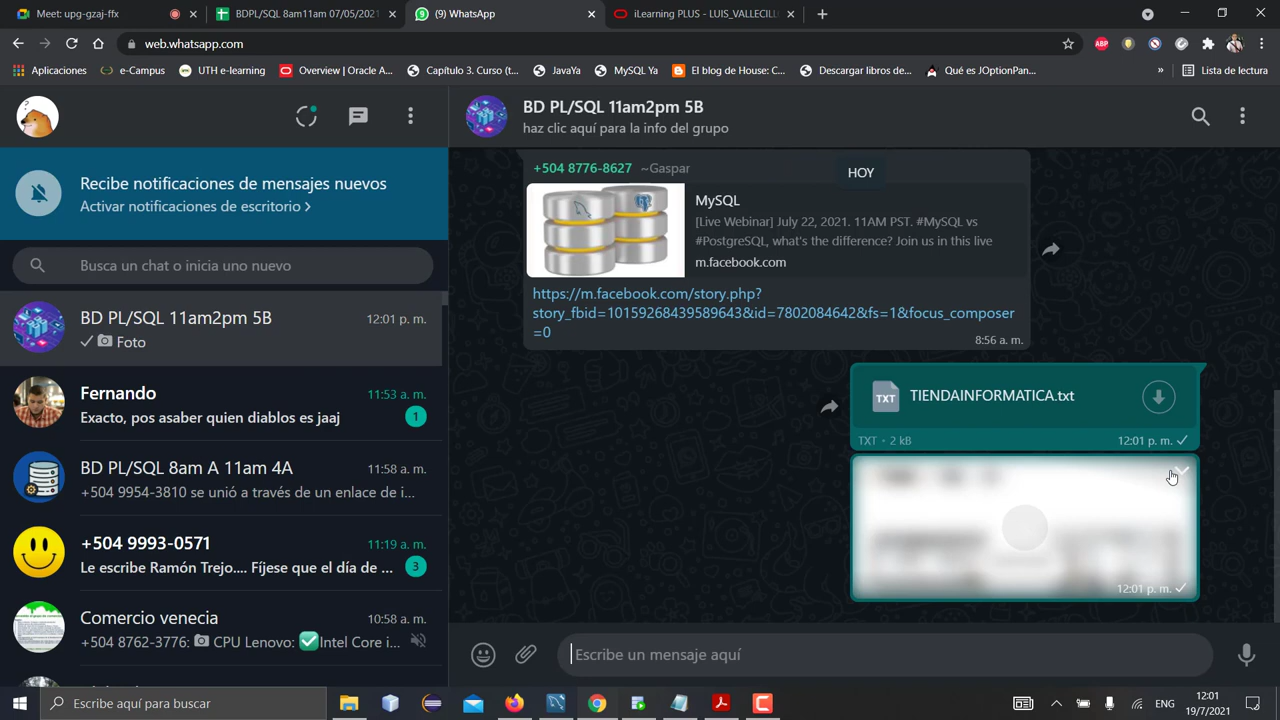 Meet: upg-gzaj-ffx
BDPL/SQL 8am11am 07/05/2021
(9) WhatsApp
iLearning PLUS - LUIS_VALLECILL
web.whatsapp.com
ABP
Aplicaciones
e-Campus
UTH e-learning
Overview | Oracle A...
Capítulo 3. Curso (t...
JavaYa
MySQL Ya
El blog de House: C...
Descargar libros de...
Qué es JOptionPan...
»
Lista de lectura
BD PL/SQL 11am2pm 5B
haz clic aquí para la info del grupo
Recibe notificaciones de mensajes nuevos
Activar notificaciones de escritorio >
Busca un chat o inicia uno nuevo
BD PL/SQL 11am2pm 5B
12:01 p. m.
Foto
Fernando
11:53 a. m.
Exacto, pos asaber quien diablos es jaaj
1
BD PL/SQL 8am A 11am 4A
11:58 a. m.
+504 9954-3810 se unió a través de un enlace de i...
+504 9993-0571
11:19 a. m.
Le escribe Ramón Trejo.... Fíjese que el día de ...
3
Comercio venecia
10:58 a. m.
+504 8762-3776: CPU Lenovo: ✅Intel Core i...
+504 8776-8627 ~Gaspar
HOY
MySQL
[Live Webinar] July 22, 2021. 11AM PST. #MySQL vs
#PostgreSQL, what's the difference? Join us in this live
m.facebook.com
https://m.facebook.com/story.php?
story_fbid=10159268439589643&id=7802084642&fs=1&focus_composer
=0
8:56 a. m.
TXT
TIENDAINFORMATICA.txt
TXT • 2 kB
12:01 p. m.
12:01 p. m.
Escribe un mensaje aquí
Escribe aquí para buscar
ENG
12:01
19/7/2021